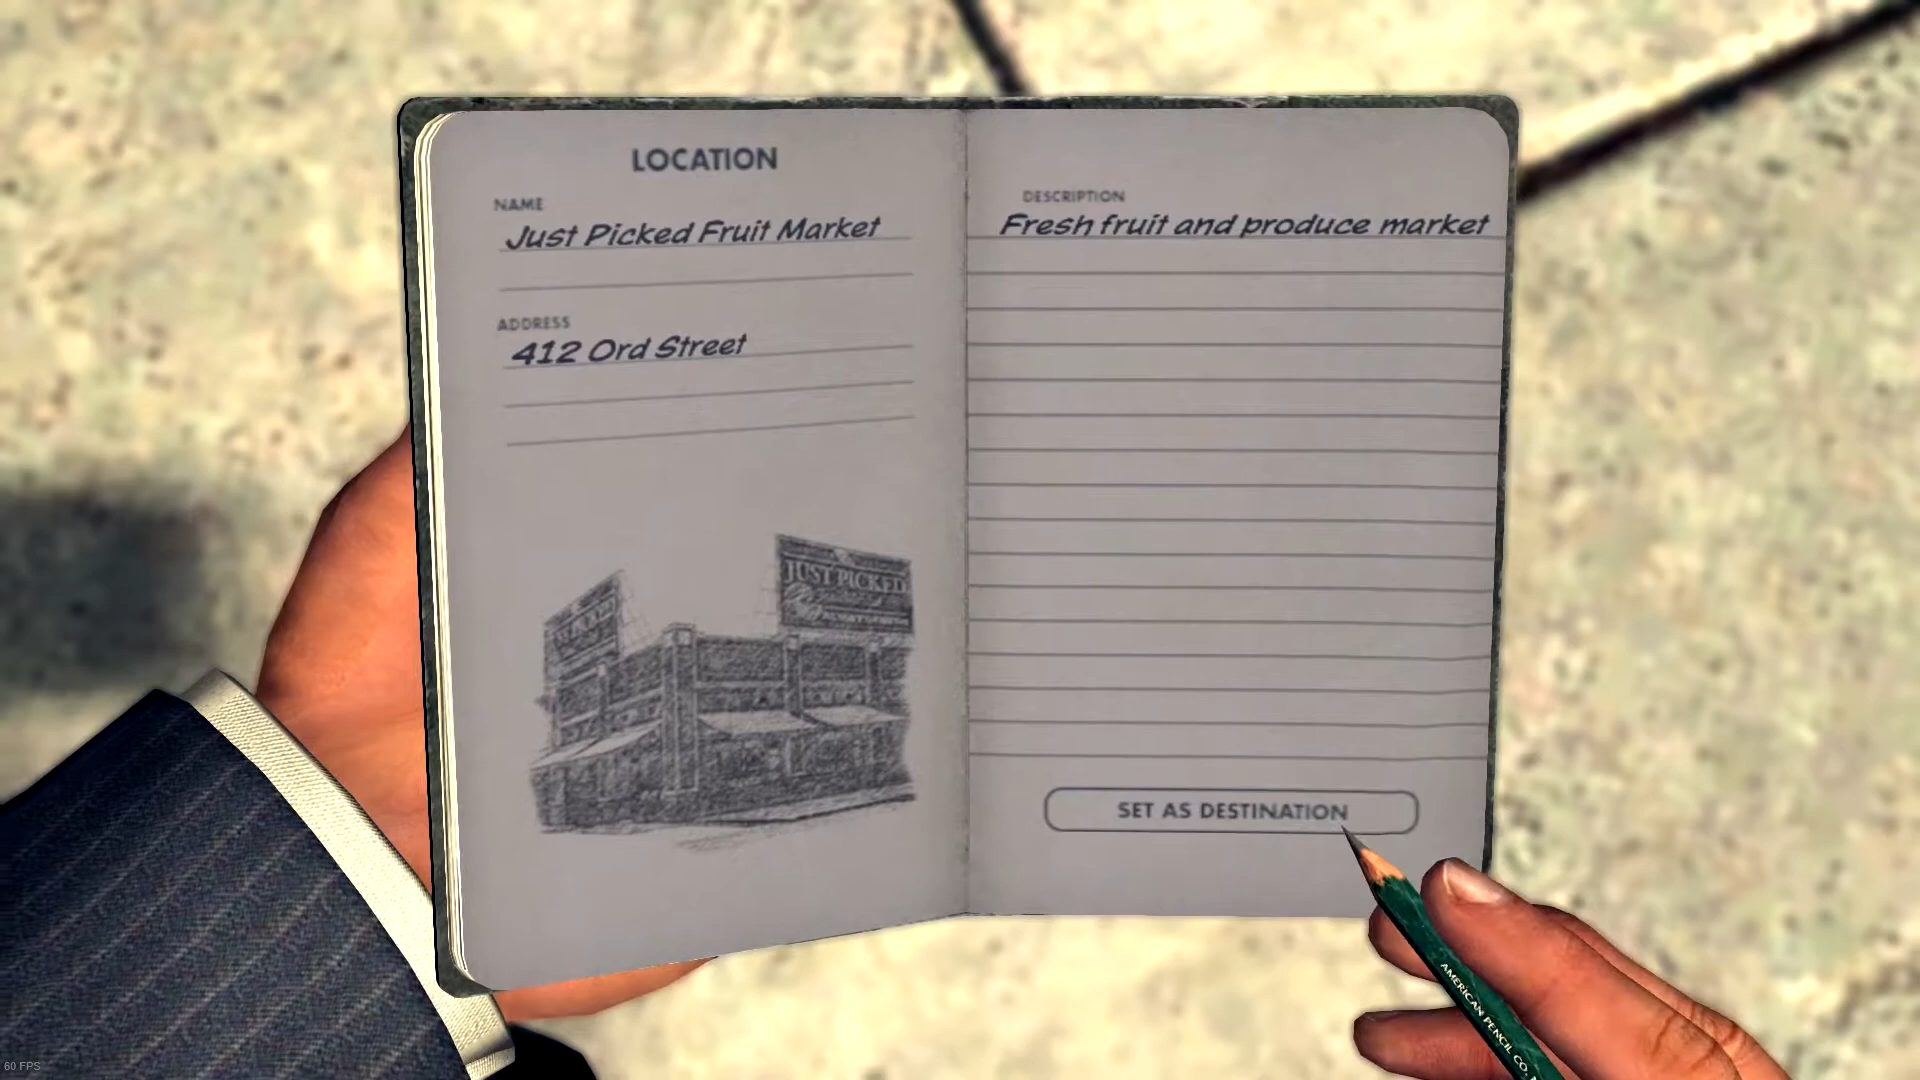 LOCATION
NAME
Just Picked Fruit Market
ADDRESS
412 Ord Street
JUST PICKED
DESCRIPTION
Fresh fruit and produce market
SET AS DESTINATION
AMERICAN PENCIL CO.
60 FPS